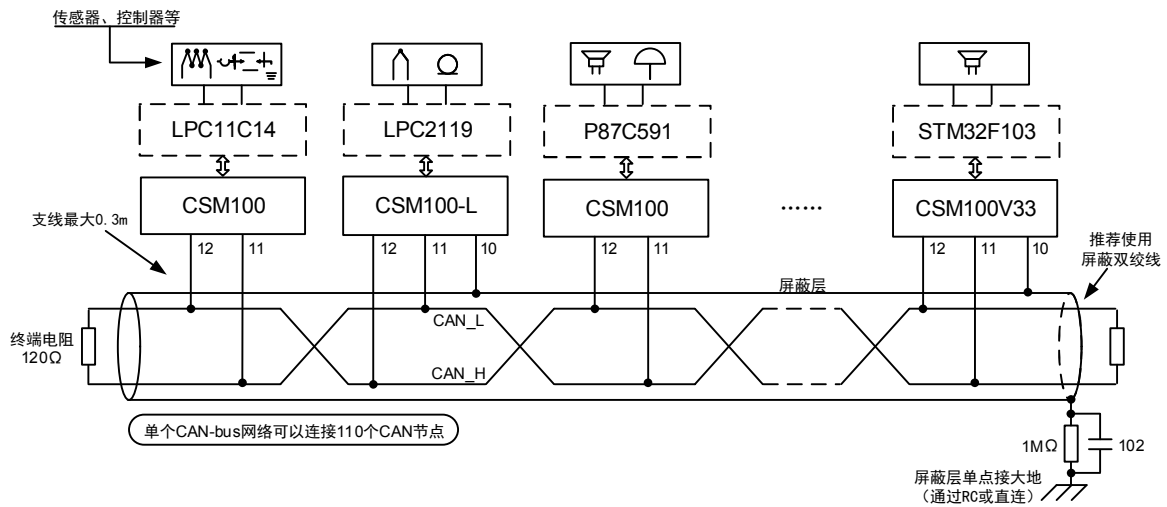 传感器、控制器等
LPC11C14
LPC2119
P87C591
STM32F103
CSM100
CSM100-L
CSM100
……
CSM100V33
支线最大0.3m
12
11
12
11
10
12
11
12
11
10
推荐使用
屏蔽双绞线
屏蔽层
CAN_L
终端电阻
120Ω
CAN_H
单个CAN-bus网络可以连接110个CAN节点
1MΩ
102
屏蔽层单点接大地
（通过RC或直连）